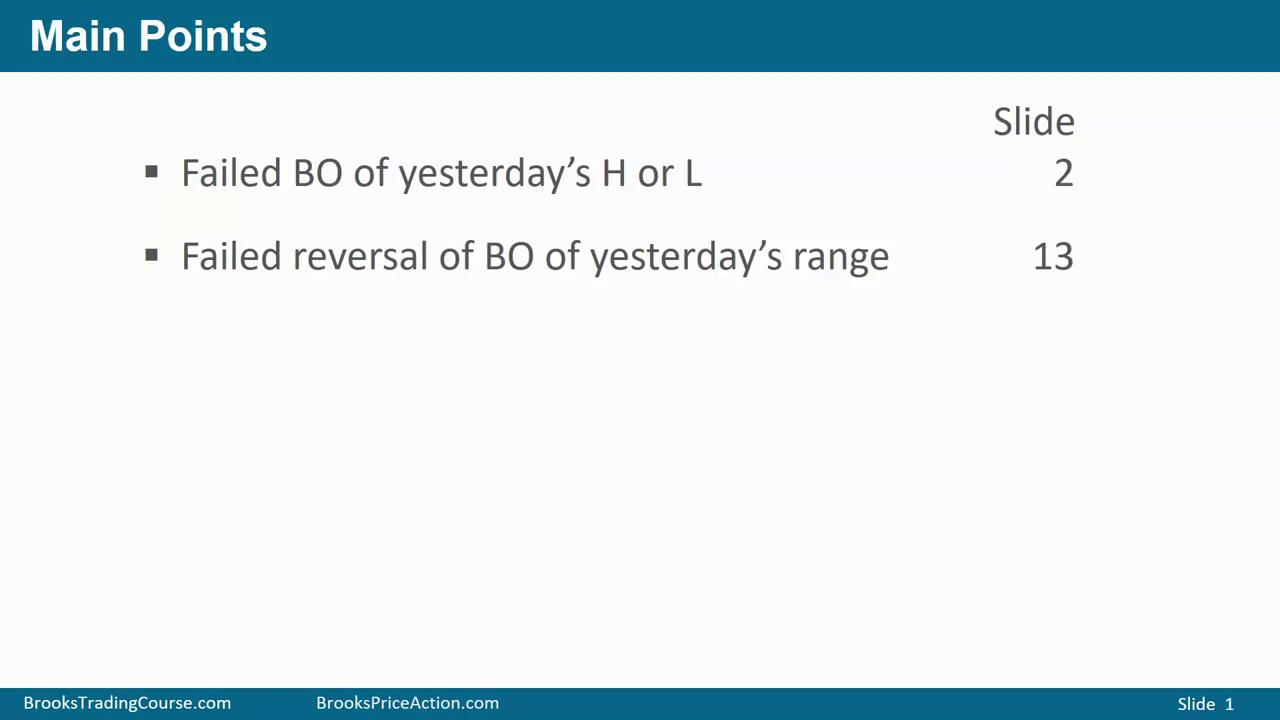 Main Points
Slide
▪ Failed BO of yesterday’s H or L 2
▪ Failed reversal of BO of yesterday’s range 13
BrooksTradingCourse.com BrooksPriceAction.com Slide 1